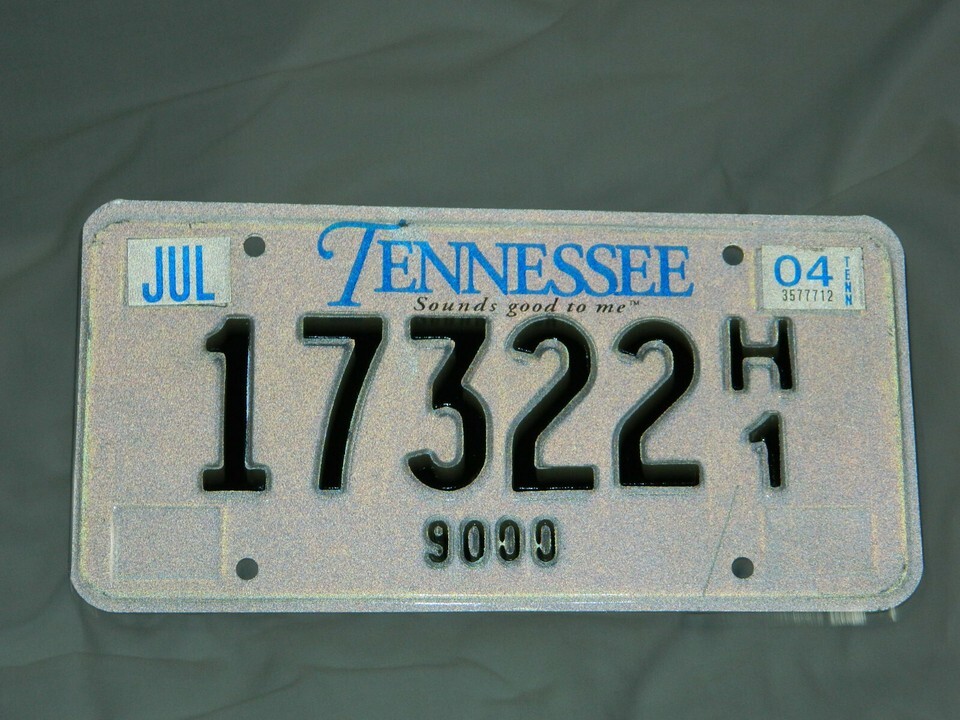 JUL
TENNESSEE
Sounds good to me™
04
TENN
3577712
17322
H
1
9000